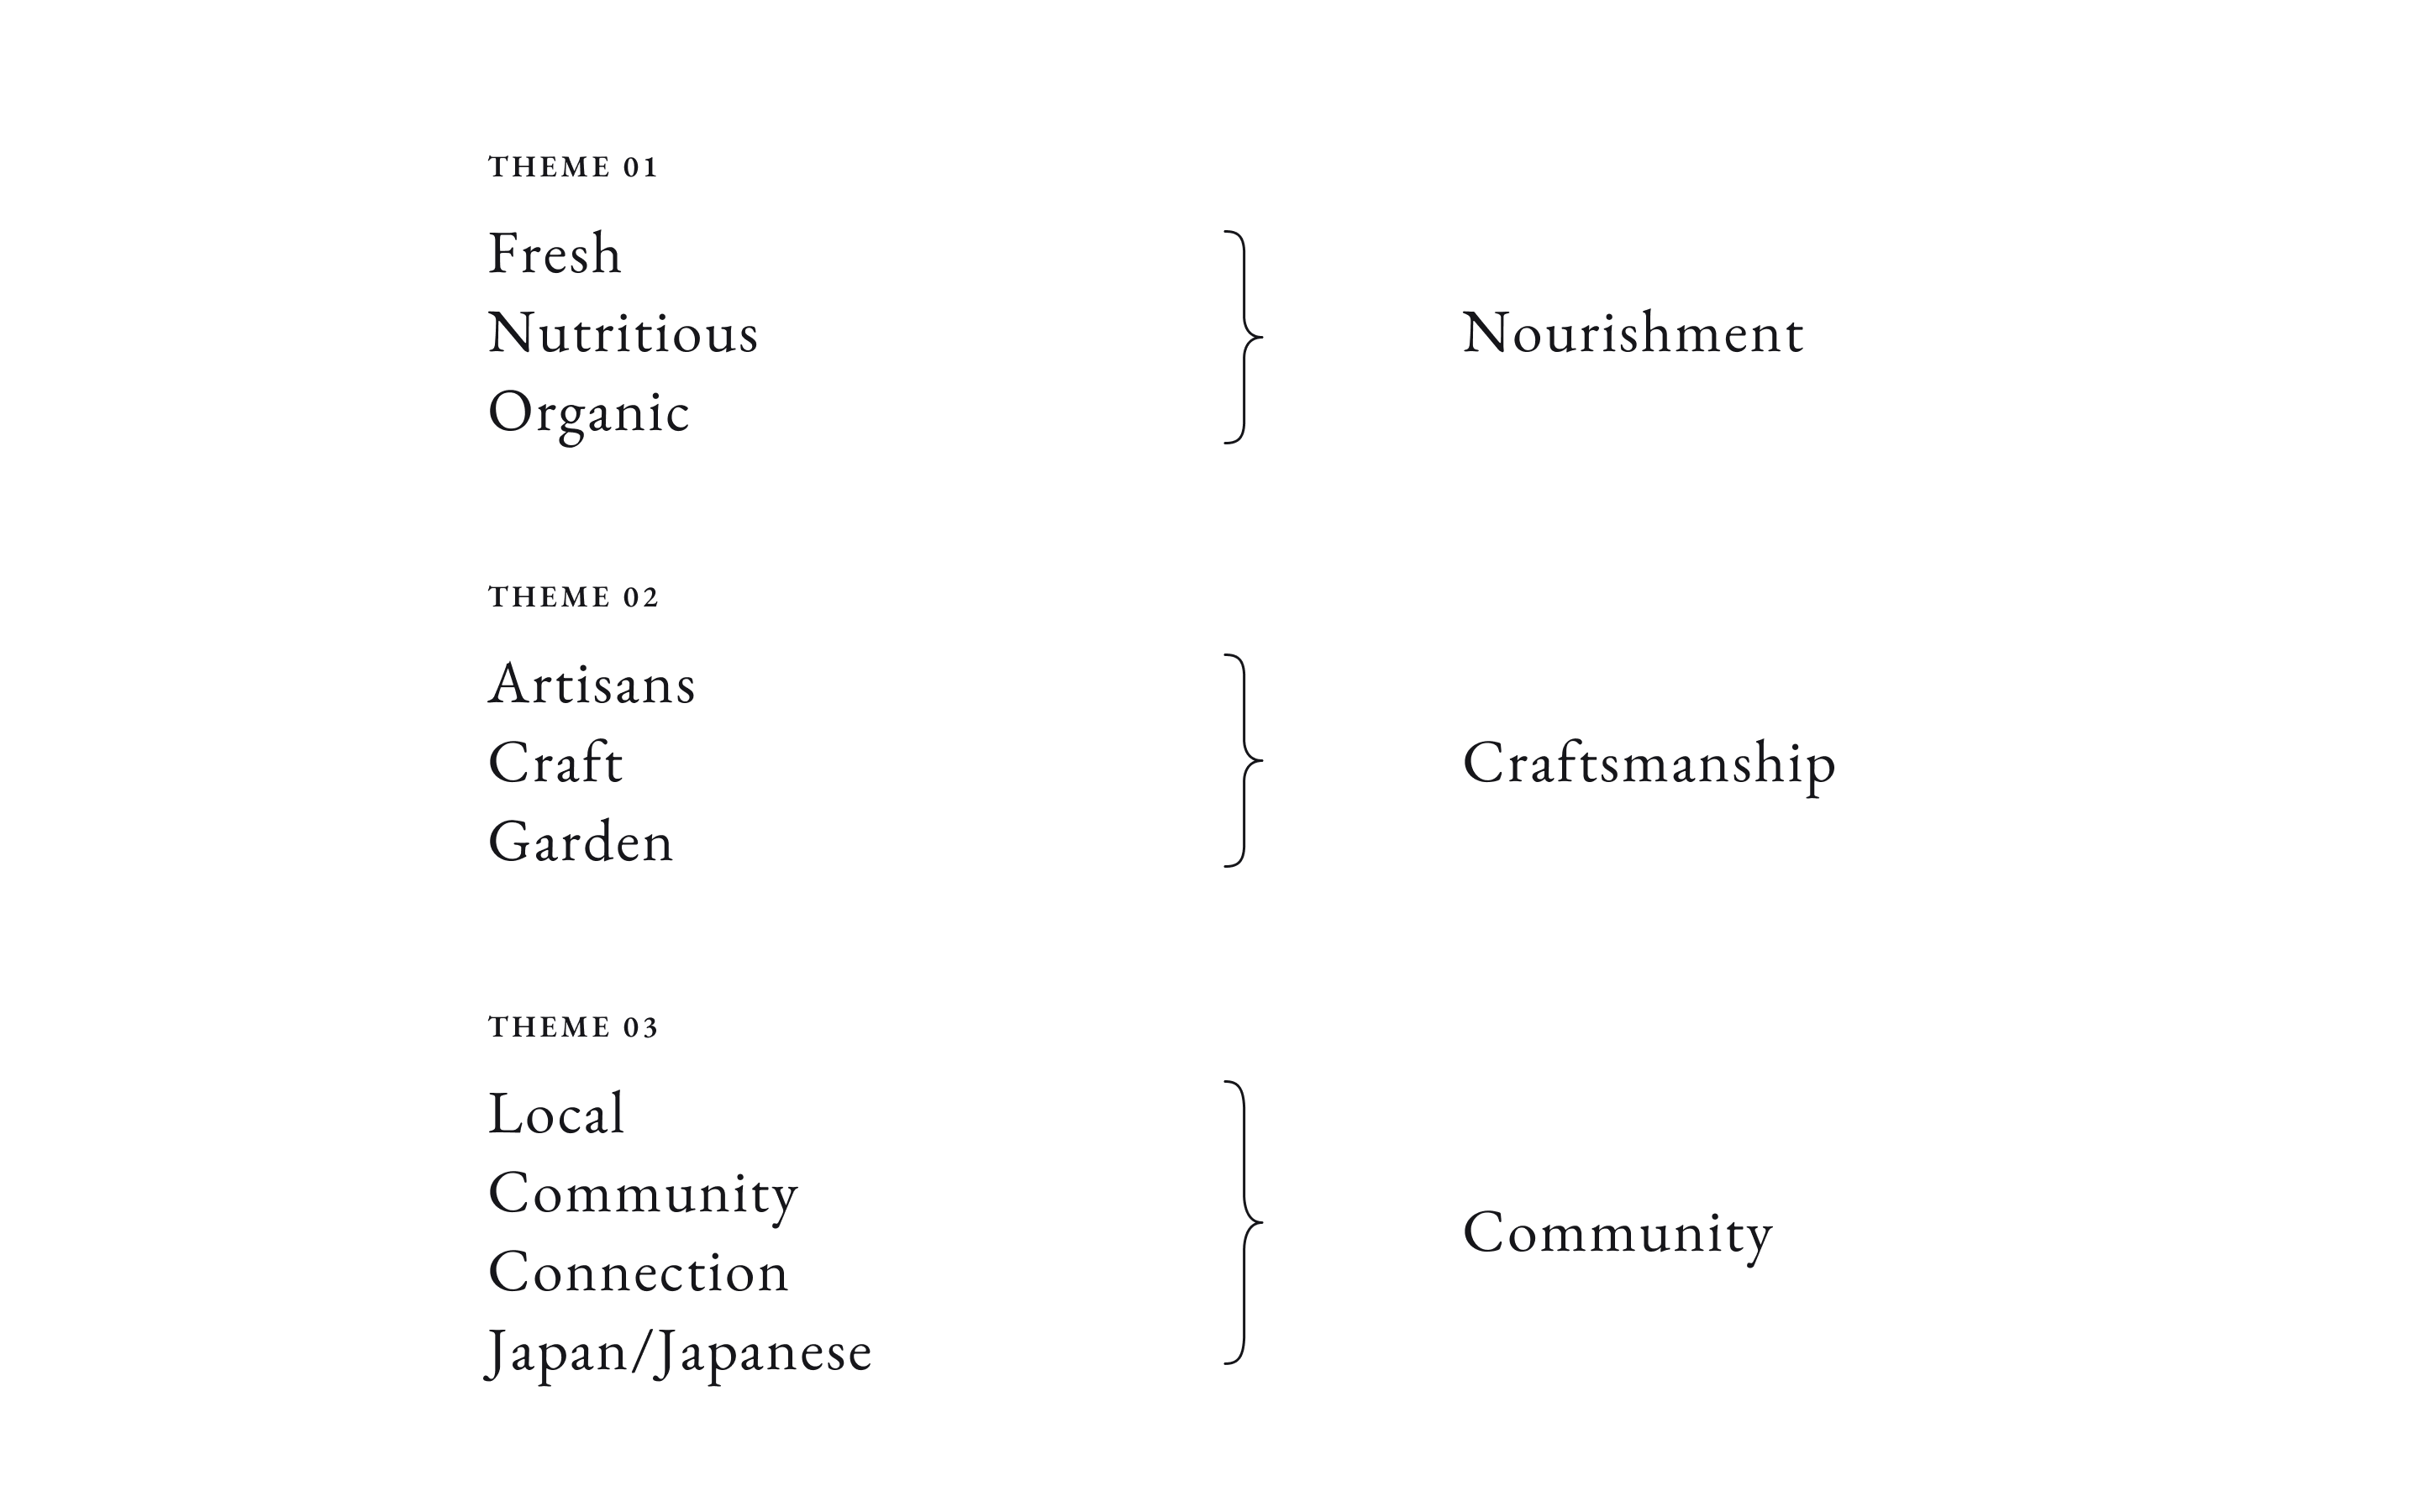 THEME 01
Fresh
Nutritious
Organic
Nourishment
THEME 02
Artisans
Craft
Garden
Craftsmanship
THEME 03
Local
Community
Connection
Japan/Japanese
Community